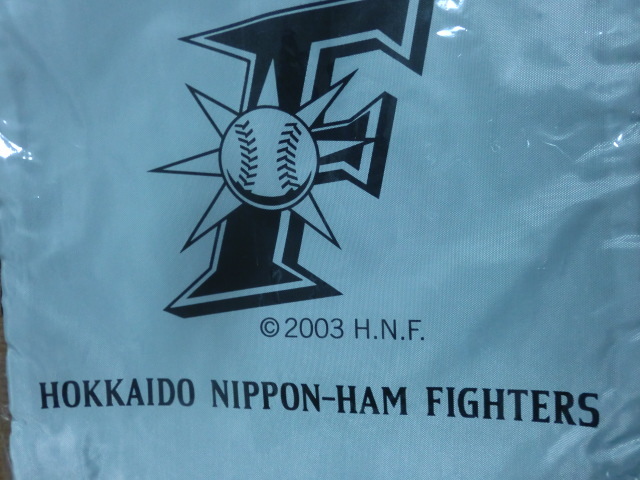 F
©2003 H.N.F.
HOKKAIDO NIPPON-HAM FIGHTERS